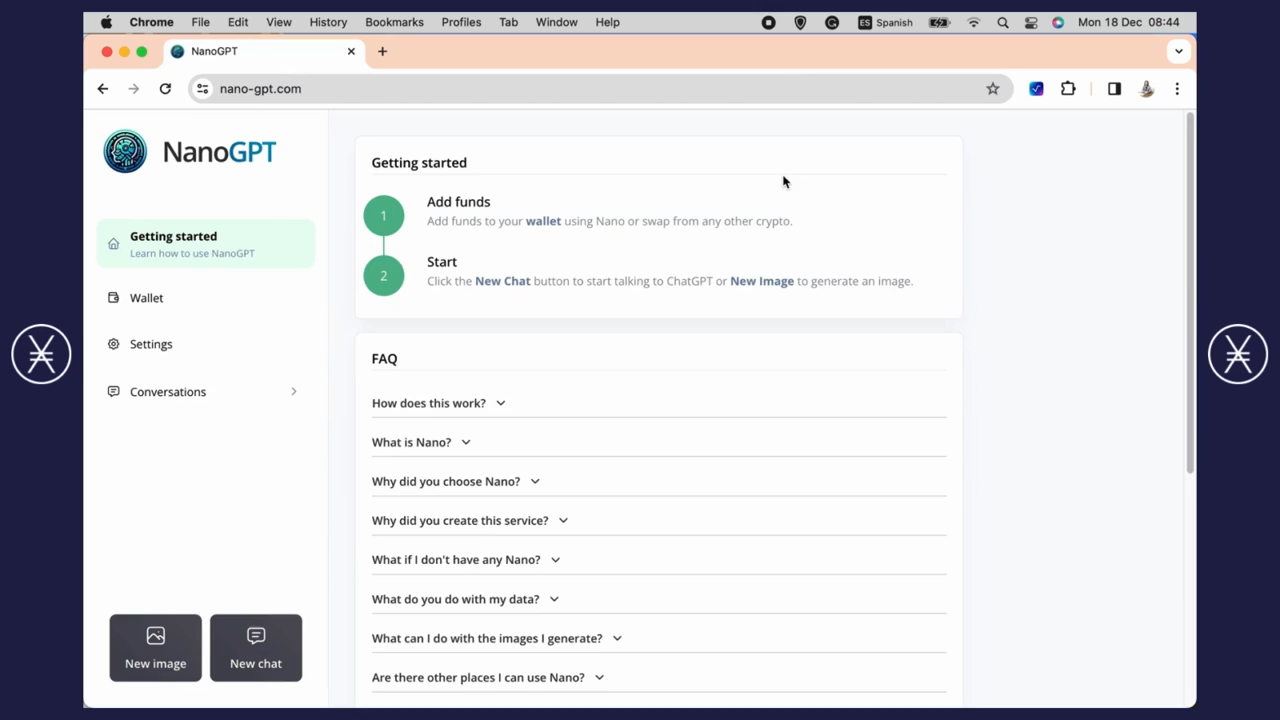 Chrome File Edit View History Bookmarks Profiles Tab Window Help ES Spanish Mon 18 Dec 08:44
NanoGPT
nano-gpt.com
NanoGPT
Getting started
Learn how to use NanoGPT
Wallet
Settings
Conversations
New image
New chat
Getting started
1
Add funds
Add funds to your wallet using Nano or swap from any other crypto.
2
Start
Click the New Chat button to start talking to ChatGPT or New Image to generate an image.
FAQ
How does this work?
What is Nano?
Why did you choose Nano?
Why did you create this service?
What if I don't have any Nano?
What do you do with my data?
What can I do with the images I generate?
Are there other places I can use Nano?